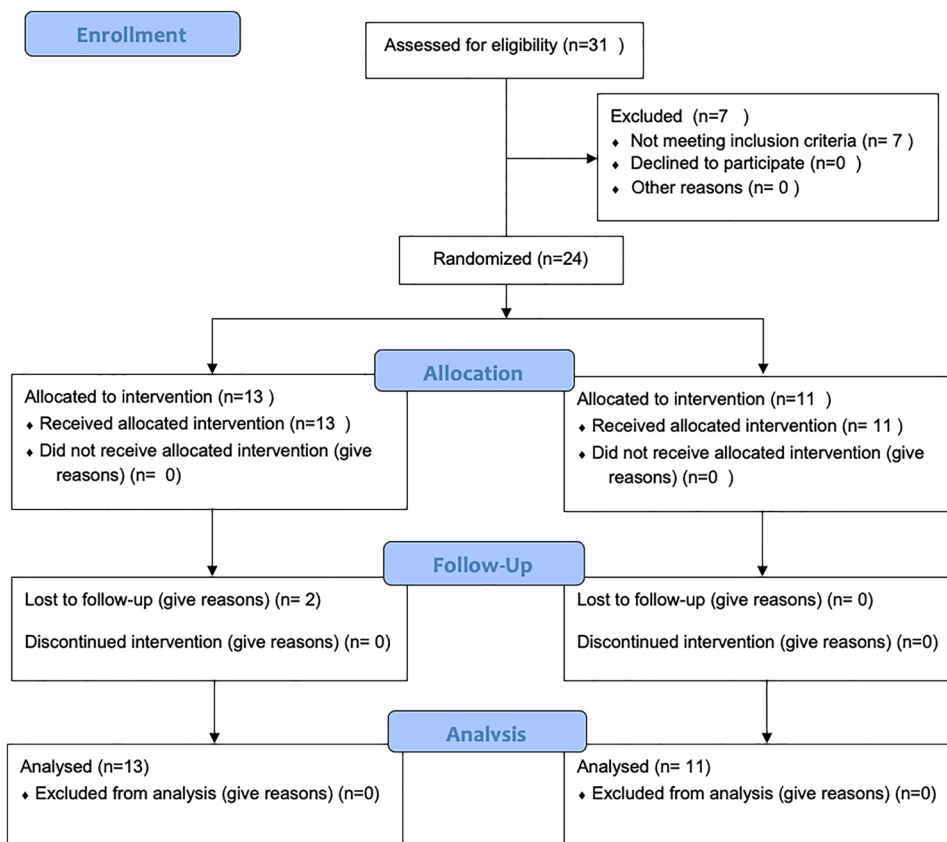 Enrollment
Assessed for eligibility (n=31  )
Excluded  (n=7   )
♦ Not meeting inclusion criteria (n= 7 )
♦ Declined to participate (n=0  )
♦ Other reasons (n= 0 )
Randomized (n=24)
Allocation
Allocated to intervention (n=13 )
♦ Received allocated intervention (n=13  )
♦ Did not receive allocated intervention (give
reasons) (n=  0)
Allocated to intervention (n=11  )
♦ Received allocated intervention (n= 11 )
♦ Did not receive allocated intervention (give
reasons) (n=0  )
Follow-Up
Lost to follow-up (give reasons) (n= 2)
Discontinued intervention (give reasons) (n= 0)
Lost to follow-up (give reasons) (n= 0)
Discontinued intervention (give reasons) (n=0)
Analysis
Analysed (n=13)
♦ Excluded from analysis (give reasons) (n=0)
Analysed (n= 11)
♦ Excluded from analysis (give reasons) (n=0)